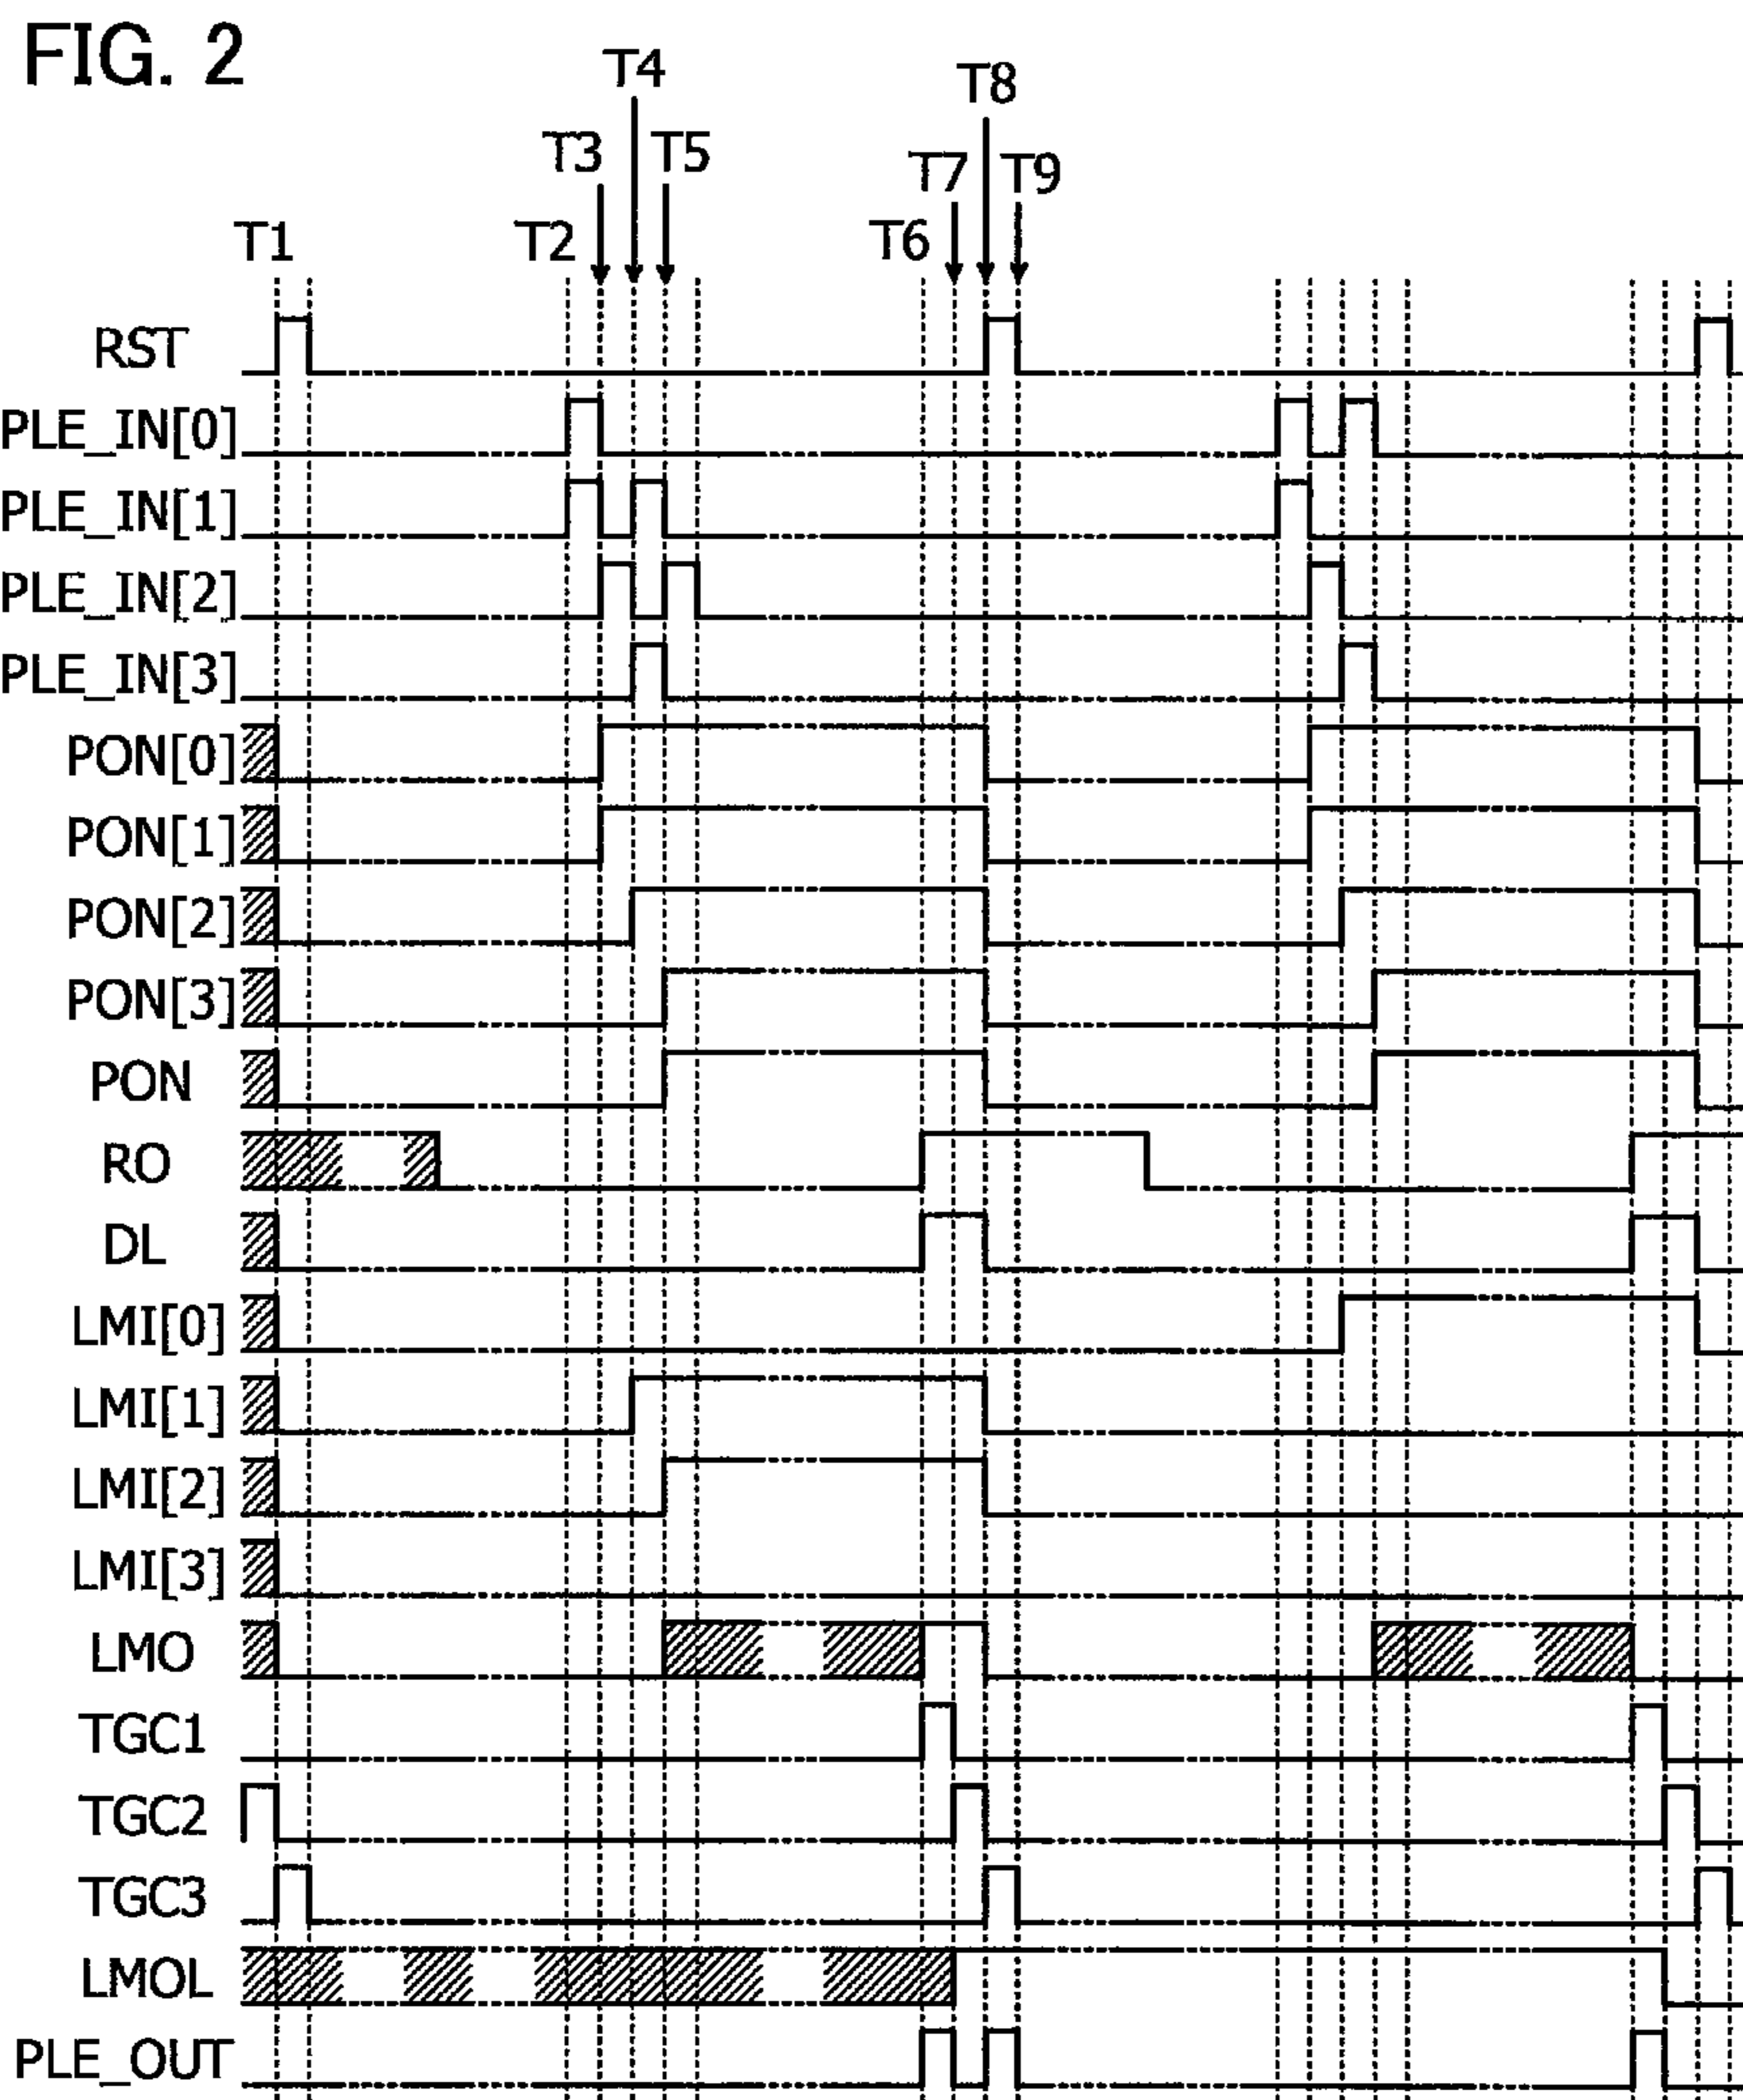 FIG. 2
T4
T8
T3
T5
T7
T9
T1
T2
T6
RST
PLE_IN[0]
PLE_IN[1]
PLE_IN[2]
PLE_IN[3]
PON[0]
PON[1]
PON[2]
PON[3]
PON
RO
DL
LMI[0]
LMI[1]
LMI[2]
LMI[3]
LMO
TGC1
TGC2
TGC3
LMOL
PLE_OUT